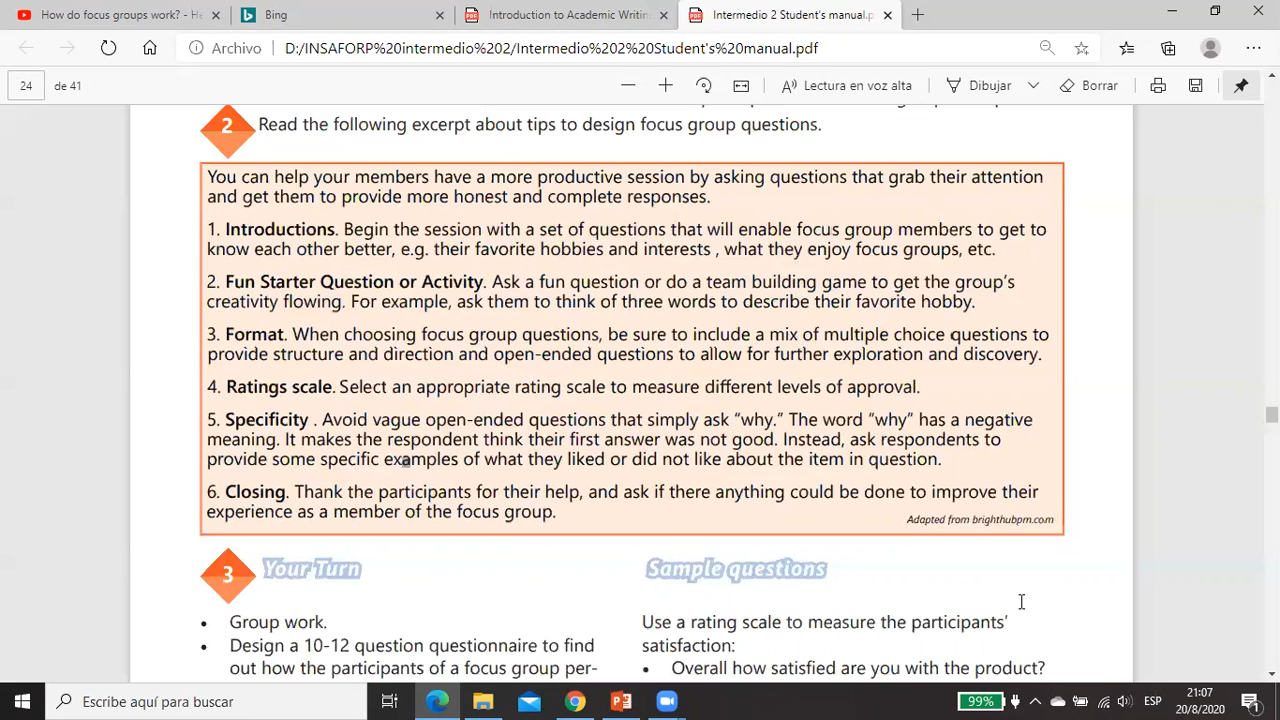 How do focus groups work? - He
Bing
Introduction to Academic Writin
Intermedio 2 Student's manual.p
Archivo
D:/INSAFORP%20intermedio%202/Intermedio%202%20Student's%20manual.pdf
24
de 41
Lectura en voz alta
Dibujar
Borrar
2
Read the following excerpt about tips to design focus group questions.
You can help your members have a more productive session by asking questions that grab their attention
and get them to provide more honest and complete responses.
1. Introductions. Begin the session with a set of questions that will enable focus group members to get to
know each other better, e.g. their favorite hobbies and interests , what they enjoy focus groups, etc.
2. Fun Starter Question or Activity. Ask a fun question or do a team building game to get the group's
creativity flowing. For example, ask them to think of three words to describe their favorite hobby.
3. Format. When choosing focus group questions, be sure to include a mix of multiple choice questions to
provide structure and direction and open-ended questions to allow for further exploration and discovery.
4. Ratings scale. Select an appropriate rating scale to measure different levels of approval.
5. Specificity . Avoid vague open-ended questions that simply ask “why.” The word “why” has a negative
meaning. It makes the respondent think their first answer was not good. Instead, ask respondents to
provide some specific examples of what they liked or did not like about the item in question.
6. Closing. Thank the participants for their help, and ask if there anything could be done to improve their
experience as a member of the focus group.
Adapted from brighthubpm.com
3
Your Turn
Sample questions
• Group work.
• Design a 10-12 question questionnaire to find
out how the participants of a focus group per-
Use a rating scale to measure the participants'
satisfaction:
• Overall how satisfied are you with the product?
Escribe aquí para buscar
99%
ESP
21:07
20/8/2020
1